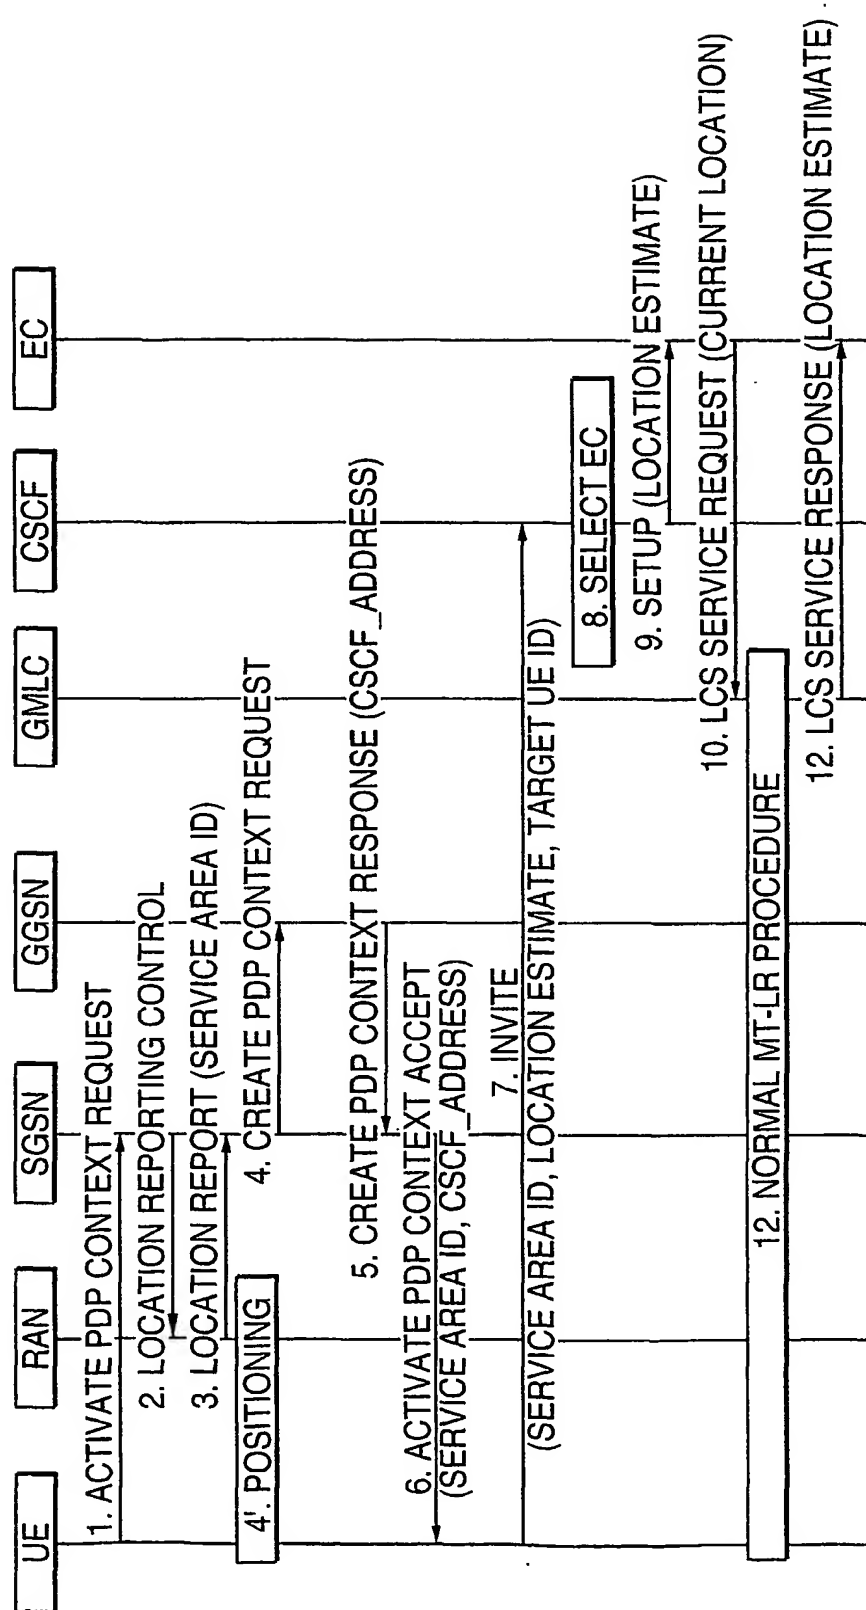 UE
RAN
SGSN
GGSN
GMLC
CSCF
EC
1. ACTIVATE PDP CONTEXT REQUEST
2. LOCATION REPORTING CONTROL
3. LOCATION REPORT (SERVICE AREA ID)
4'. POSITIONING
4. CREATE PDP CONTEXT REQUEST
5. CREATE PDP CONTEXT RESPONSE (CSCF_ADDRESS)
6. ACTIVATE PDP CONTEXT ACCEPT
(SERVICE AREA ID, CSCF_ADDRESS)
7. INVITE
(SERVICE AREA ID, LOCATION ESTIMATE, TARGET UE ID)
8. SELECT EC
9. SETUP (LOCATION ESTIMATE)
10. LCS SERVICE REQUEST (CURRENT LOCATION)
12. NORMAL MT-LR PROCEDURE
12. LCS SERVICE RESPONSE (LOCATION ESTIMATE)